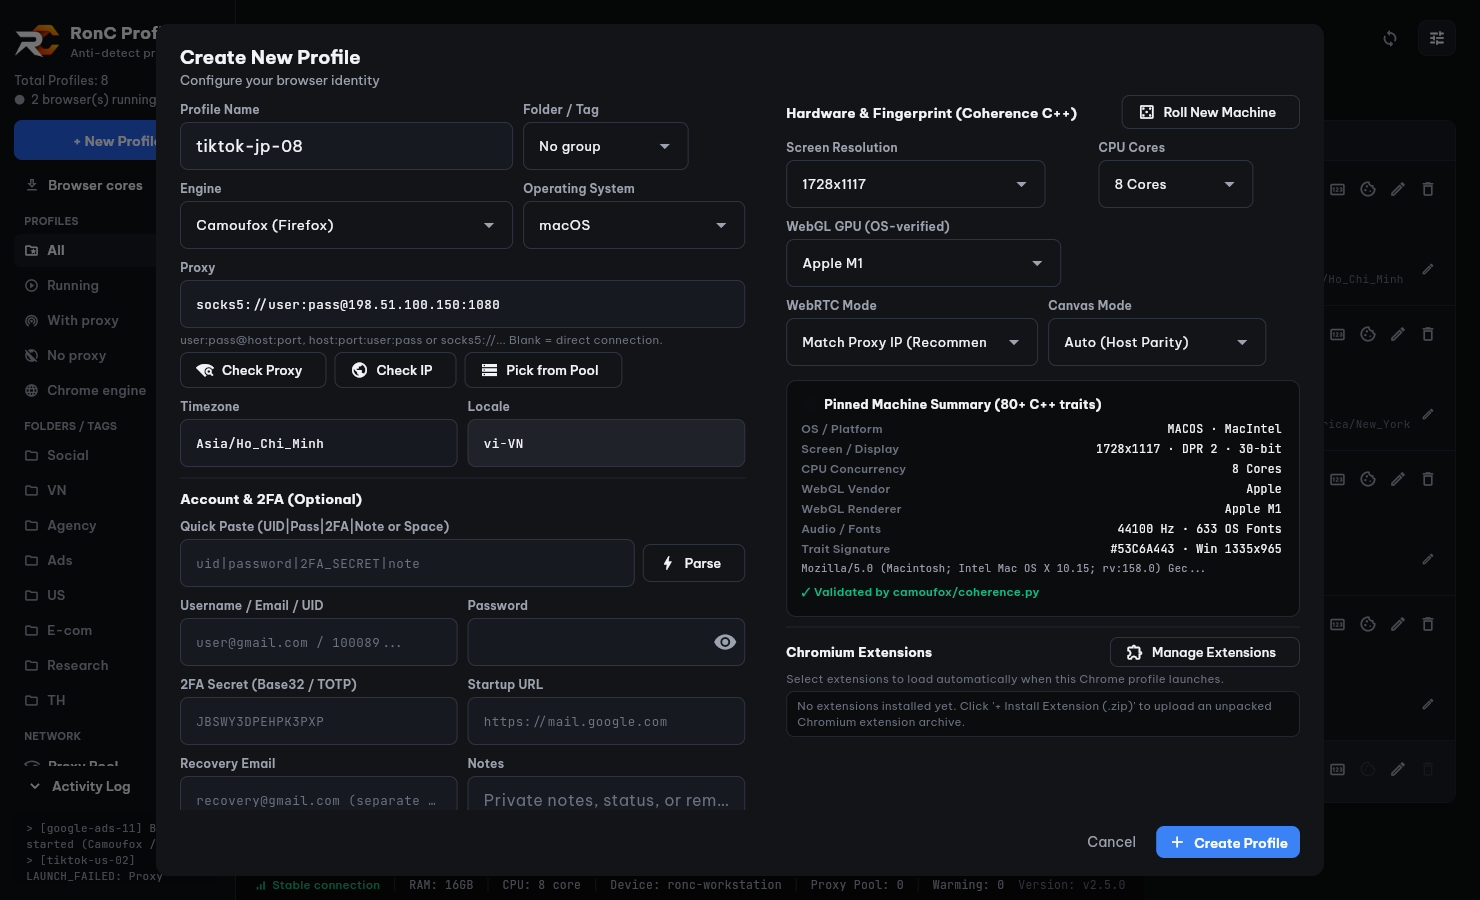 RonC Prof
Anti-detect pr
Total Profiles: 8
2 browser(s) running
+ New Profile
Browser cores
PROFILES
All
Running
With proxy
No proxy
Chrome engine
FOLDERS / TAGS
Social
VN
Agency
Ads
US
E-com
Research
TH
NETWORK
Proxy Pool
Activity Log
> [google-ads-11] B
started (Camoufox /
> [tiktok-us-02]
LAUNCH_FAILED: Proxy
Create New Profile
Configure your browser identity
Profile Name
Folder / Tag
tiktok-jp-08
No group
Engine
Operating System
Camoufox (Firefox)
macOS
Proxy
socks5://user:pass@198.51.100.150:1080
user:pass@host:port, host:port:user:pass or socks5://... Blank = direct connection.
Check Proxy
Check IP
Pick from Pool
Timezone
Locale
Asia/Ho_Chi_Minh
vi-VN
Account & 2FA (Optional)
Quick Paste (UID|Pass|2FA|Note or Space)
uid|password|2FA_SECRET|note
Parse
Username / Email / UID
Password
user@gmail.com / 100089...
2FA Secret (Base32 / TOTP)
Startup URL
JBSWY3DPEHPK3PXP
https://mail.google.com
Recovery Email
Notes
recovery@gmail.com (separate …
Private notes, status, or rem...
Hardware & Fingerprint (Coherence C++)
Roll New Machine
Screen Resolution
CPU Cores
1728x1117
8 Cores
WebGL GPU (OS-verified)
Apple M1
WebRTC Mode
Canvas Mode
Match Proxy IP (Recommen
Auto (Host Parity)
Pinned Machine Summary (80+ C++ traits)
OS / Platform
MACOS · MacIntel
Screen / Display
1728x1117 · DPR 2 · 30-bit
CPU Concurrency
8 Cores
WebGL Vendor
Apple
WebGL Renderer
Apple M1
Audio / Fonts
44100 Hz · 633 OS Fonts
Trait Signature
#53C6A443 · Win 1335x965
Mozilla/5.0 (Macintosh; Intel Mac OS X 10.15; rv:158.0) Gec...
✓ Validated by camoufox/coherence.py
Chromium Extensions
Manage Extensions
Select extensions to load automatically when this Chrome profile launches.
No extensions installed yet. Click '+ Install Extension (.zip)' to upload an unpacked
Chromium extension archive.
Cancel
+ Create Profile
/Ho_Chi_Minh
rica/New_York
Stable connection
RAM: 16GB
CPU: 8 core
Device: ronc-workstation
Proxy Pool: 0
Warming: 0
Version: v2.5.0